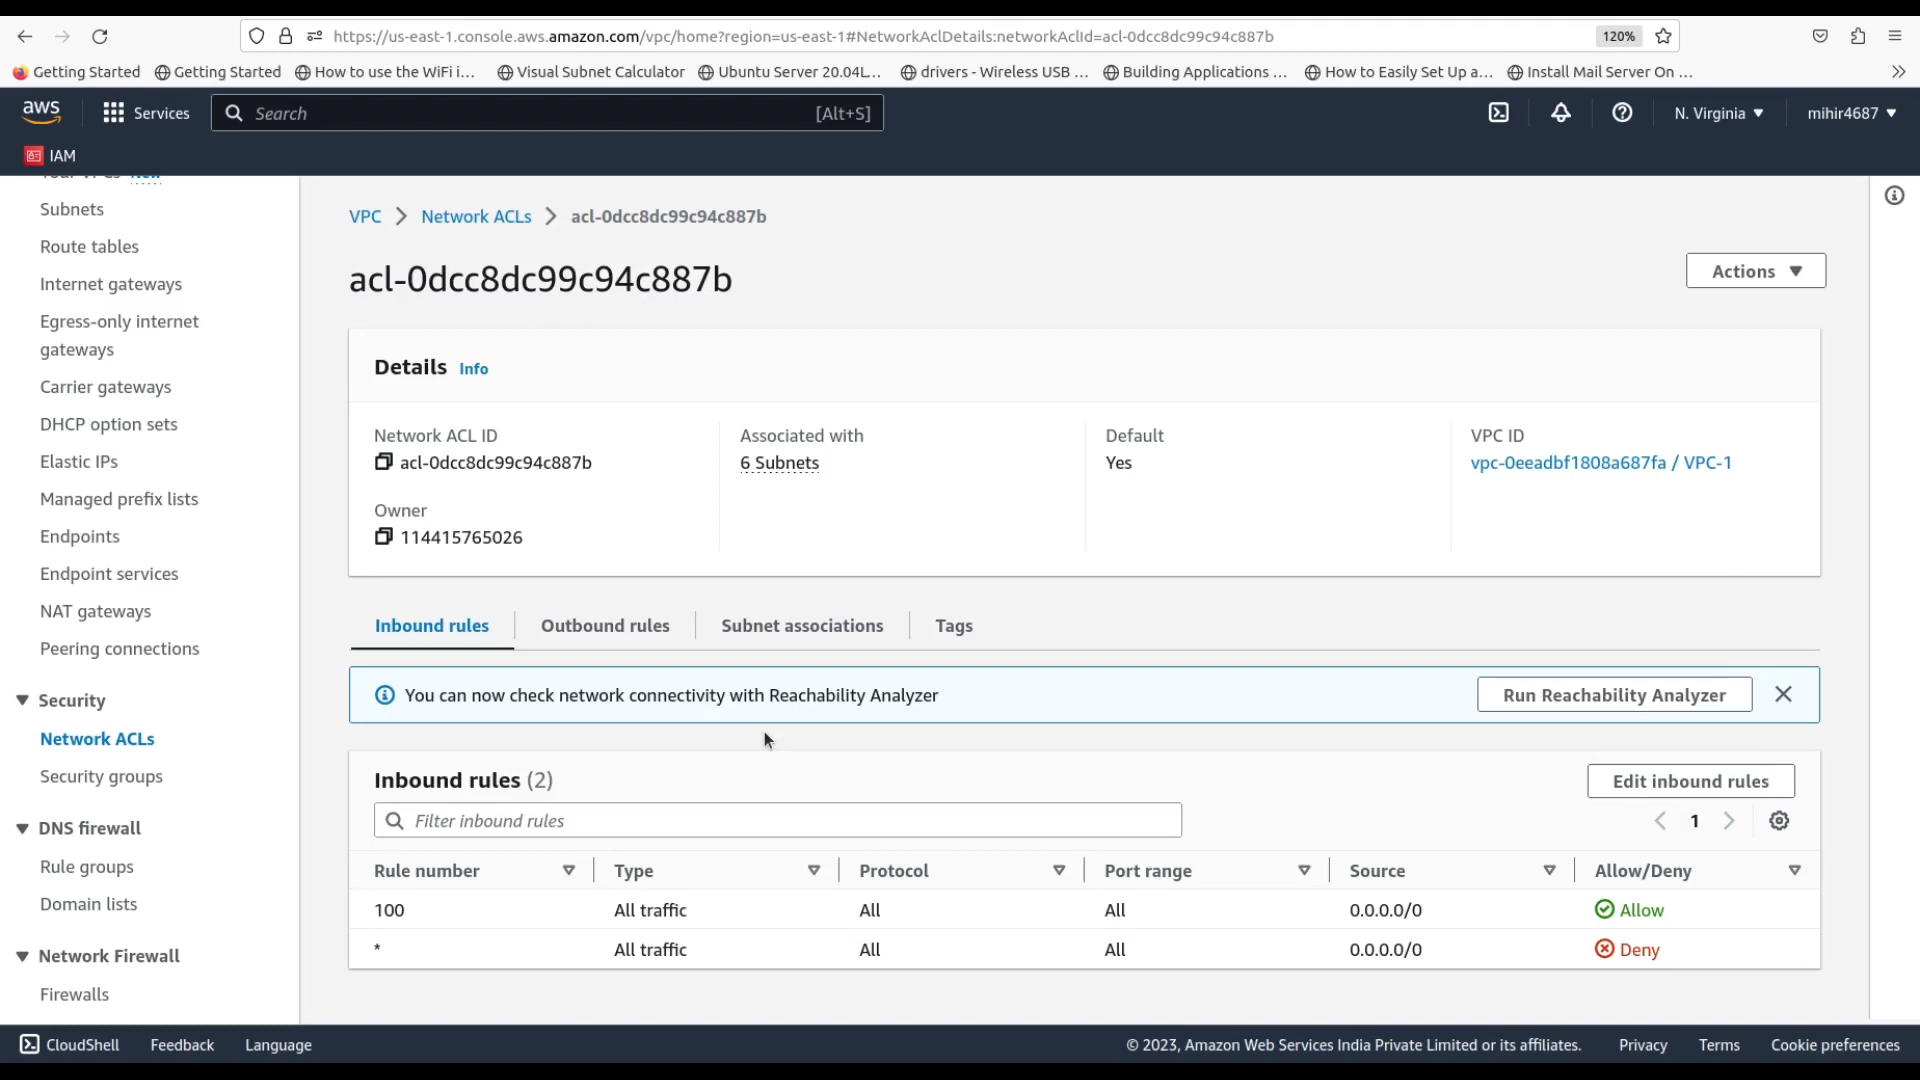 https://us-east-1.console.aws.amazon.com/vpc/home?region=us-east-1#NetworkAclDetails:networkAclId=acl-0dcc8dc99c94c887b
120%
Getting Started
Getting Started
How to use the WiFi i...
Visual Subnet Calculator
Ubuntu Server 20.04L...
drivers - Wireless USB ...
Building Applications ...
How to Easily Set Up a...
Install Mail Server On ...
aws
Services
Search
[Alt+S]
N. Virginia
mihir4687
IAM
Your VPCs New
Subnets
Route tables
Internet gateways
Egress-only internet
gateways
Carrier gateways
DHCP option sets
Elastic IPs
Managed prefix lists
Endpoints
Endpoint services
NAT gateways
Peering connections
Security
Network ACLs
Security groups
DNS firewall
Rule groups
Domain lists
Network Firewall
Firewalls
VPC > Network ACLs > acl-0dcc8dc99c94c887b
acl-0dcc8dc99c94c887b
Actions
Details Info
Network ACL ID
acl-0dcc8dc99c94c887b
Associated with
6 Subnets
Default
Yes
VPC ID
vpc-0eeadbf1808a687fa / VPC-1
Owner
114415765026
Inbound rules
Outbound rules
Subnet associations
Tags
You can now check network connectivity with Reachability Analyzer
Run Reachability Analyzer
Inbound rules (2)
Edit inbound rules
Filter inbound rules
1
Rule number Type Protocol Port range Source Allow/Deny
100 All traffic All All 0.0.0.0/0 Allow
* All traffic All All 0.0.0.0/0 Deny
CloudShell
Feedback
Language
© 2023, Amazon Web Services India Private Limited or its affiliates.
Privacy
Terms
Cookie preferences